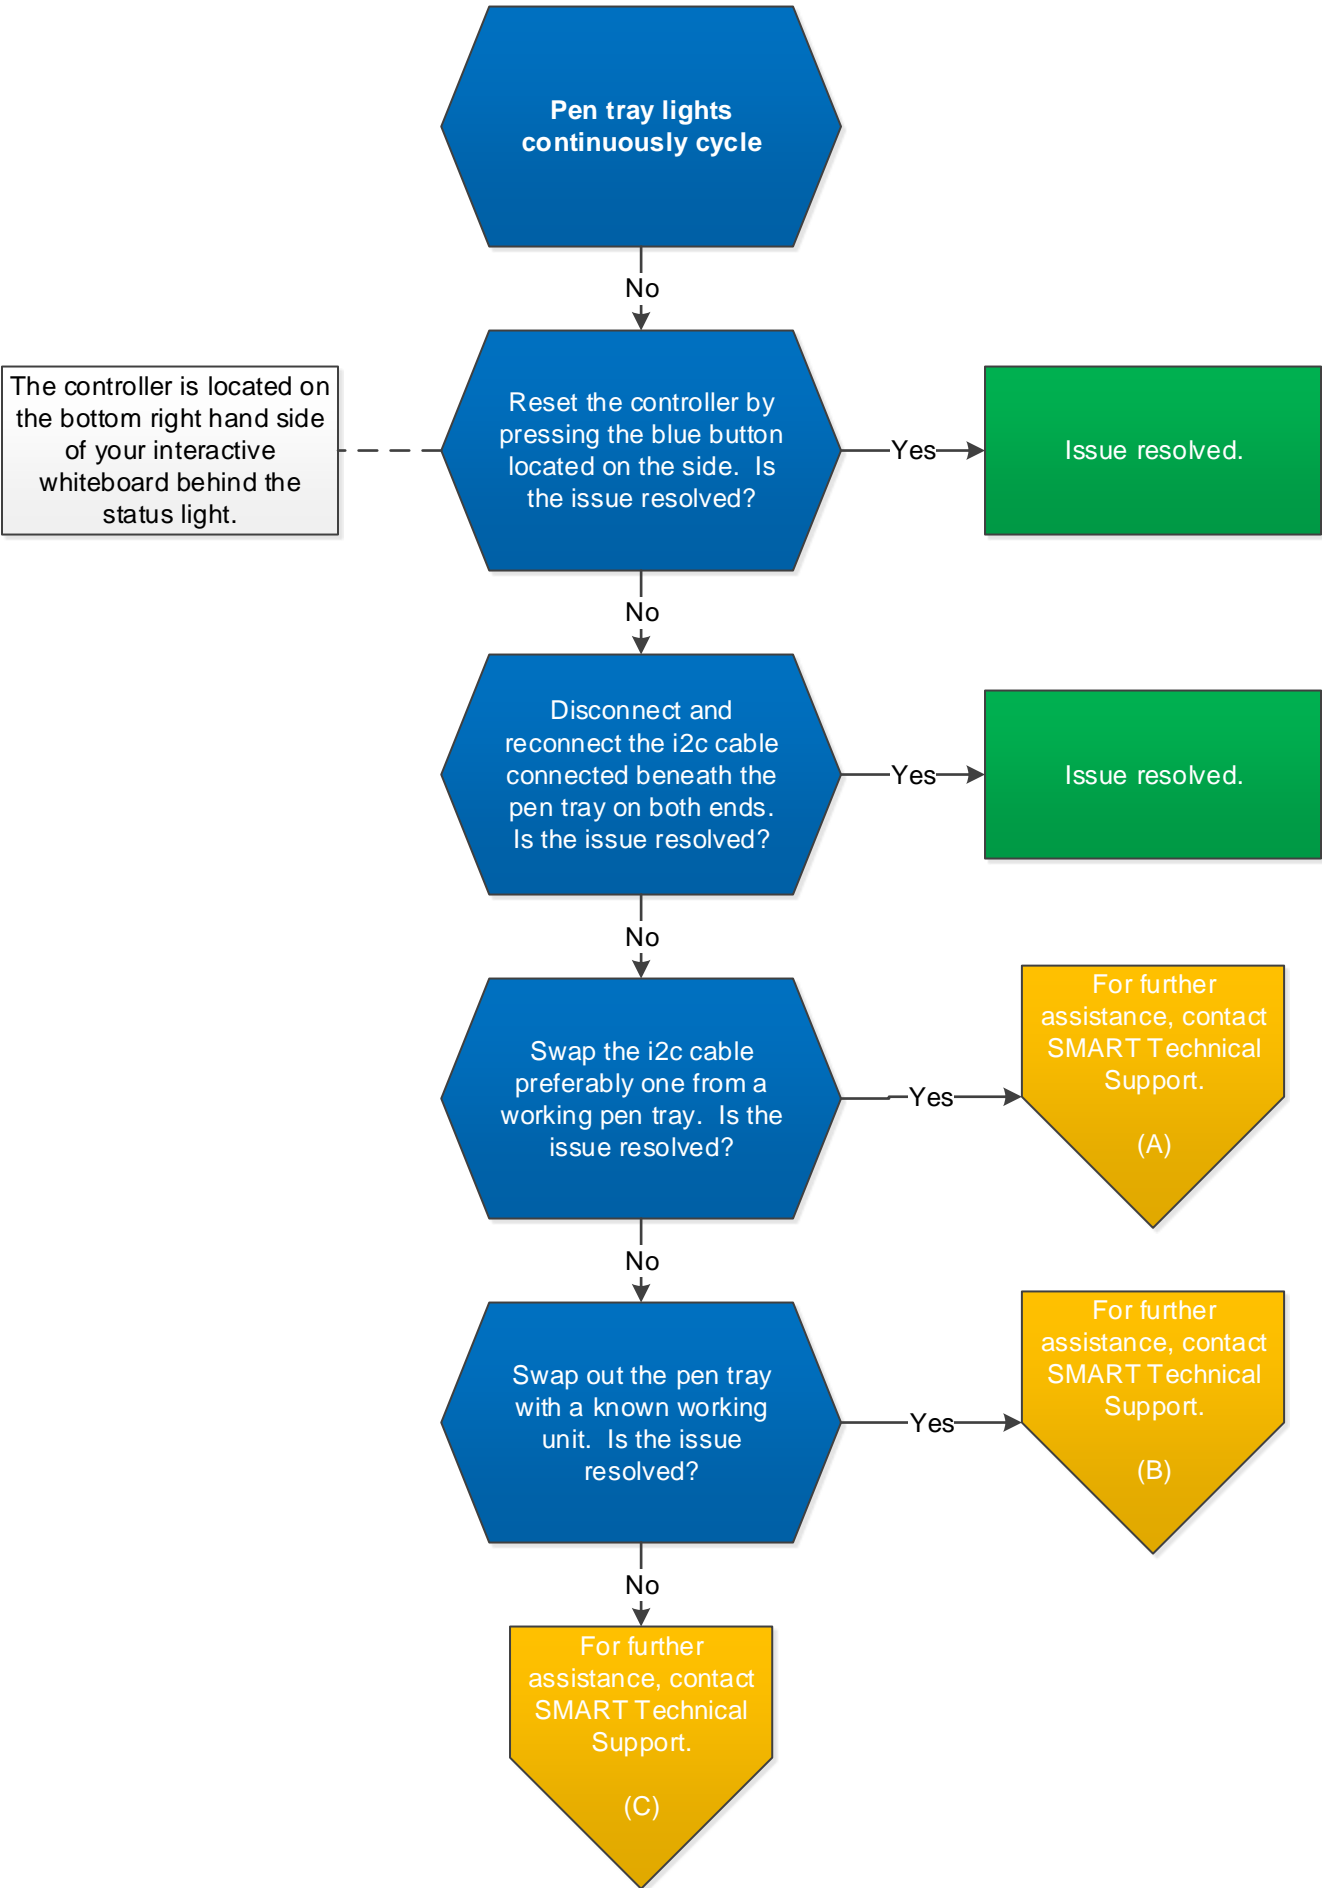 Pen tray lights
continuously cycle
No
The controller is located on
the bottom right hand side
of your interactive
whiteboard behind the
status light.
Reset the controller by
pressing the blue button
located on the side.  Is
the issue resolved?
Yes
Issue resolved.
No
Disconnect and
reconnect the i2c cable
connected beneath the
pen tray on both ends.
Is the issue resolved?
Yes
Issue resolved.
No
Swap the i2c cable
preferably one from a
working pen tray.  Is the
issue resolved?
Yes
For further
assistance, contact
SMART Technical
Support.
(A)
No
Swap out the pen tray
with a known working
unit.  Is the issue
resolved?
Yes
For further
assistance, contact
SMART Technical
Support.
(B)
No
For further
assistance, contact
SMART Technical
Support.
(C)